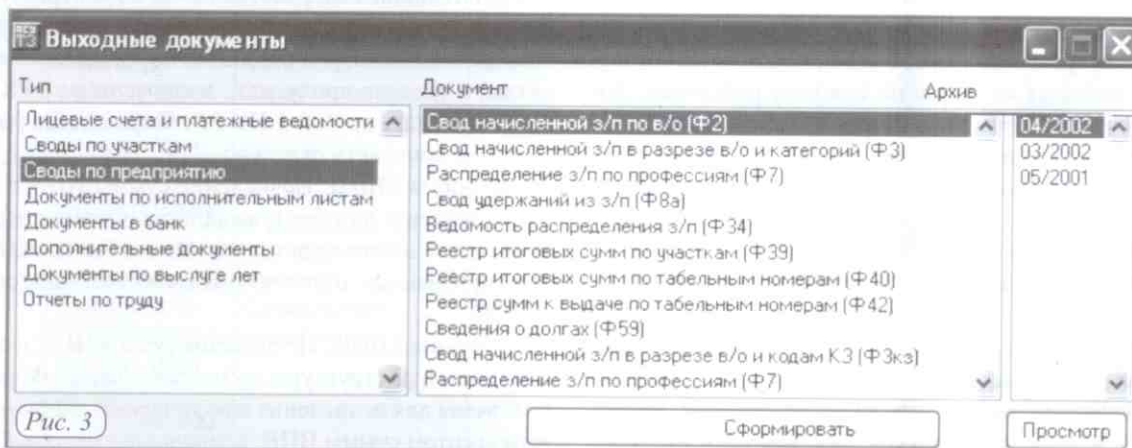 Выходные документы
Тип
Лицевые счета и платежные ведомости
Своды по участкам
Своды по предприятию
Документы по исполнительным листам
Документы в банк
Дополнительные документы
Документы по выслуге лет
Отчеты по труду
Документ
Свод начисленной з/п по в/о (Ф2)
Свод начисленной з/п в разрезе в/о и категорий (Ф3)
Распределение з/п по профессиям (Ф7)
Свод удержаний из з/п (Ф8а)
Ведомость распределения з/п (Ф34)
Реестр итоговых сумм по участкам (Ф39)
Реестр итоговых сумм по табельным номерам (Ф40)
Реестр сумм к выдаче по табельным номерам (Ф42)
Сведения о долгах (Ф59)
Свод начисленной з/п в разрезе в/о и кодам КЗ (Ф3кз)
Распределение з/п по профессиям (Ф7)
Архив
04/2002
03/2002
05/2001
Рис. 3
Сформировать
Просмотр